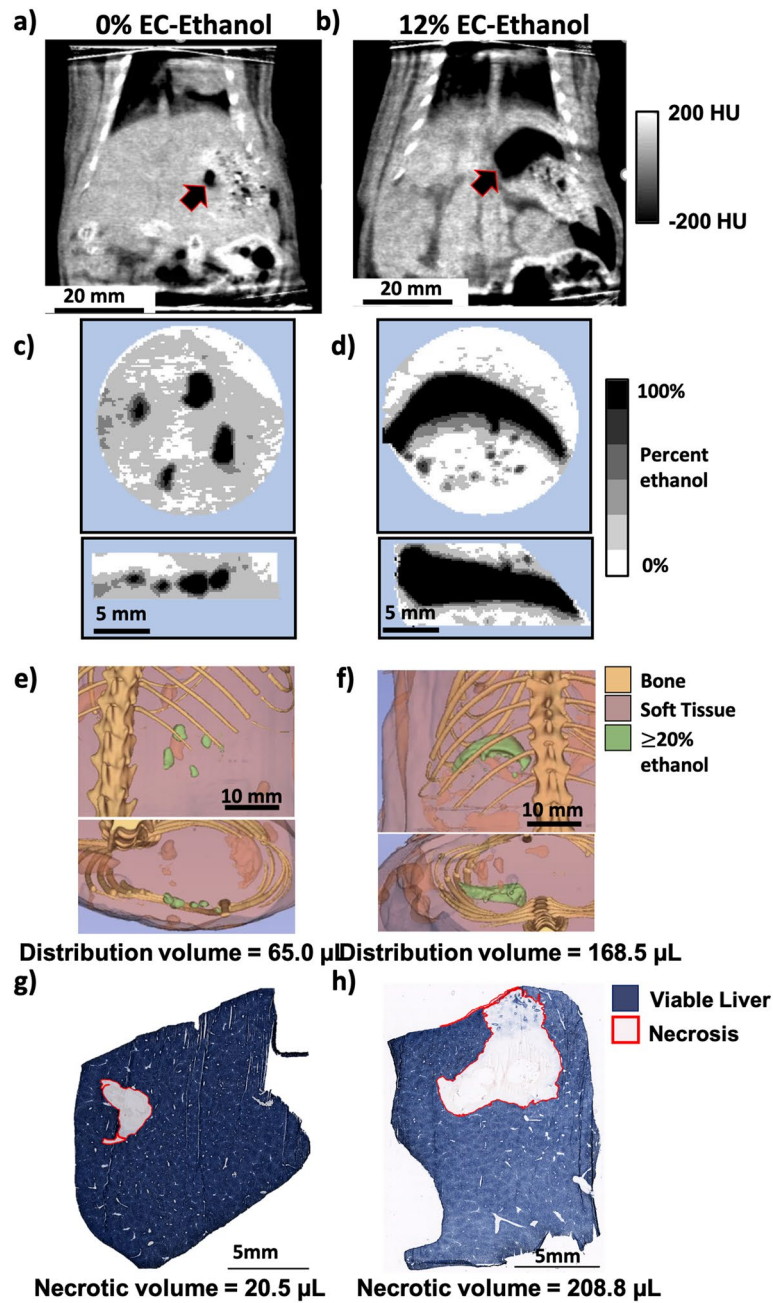 a) 0% EC-Ethanol
b) 12% EC-Ethanol
200 HU
-200 HU
20 mm
20 mm
c)
d)
100%
Percent
ethanol
0%
5 mm
5 mm
e)
f)
Bone
Soft Tissue
≥20%
ethanol
10 mm
10 mm
Distribution volume = 65.0 µL
Distribution volume = 168.5 µL
g)
h)
Viable Liver
Necrosis
5mm
5mm
Necrotic volume = 20.5 µL
Necrotic volume = 208.8 µL